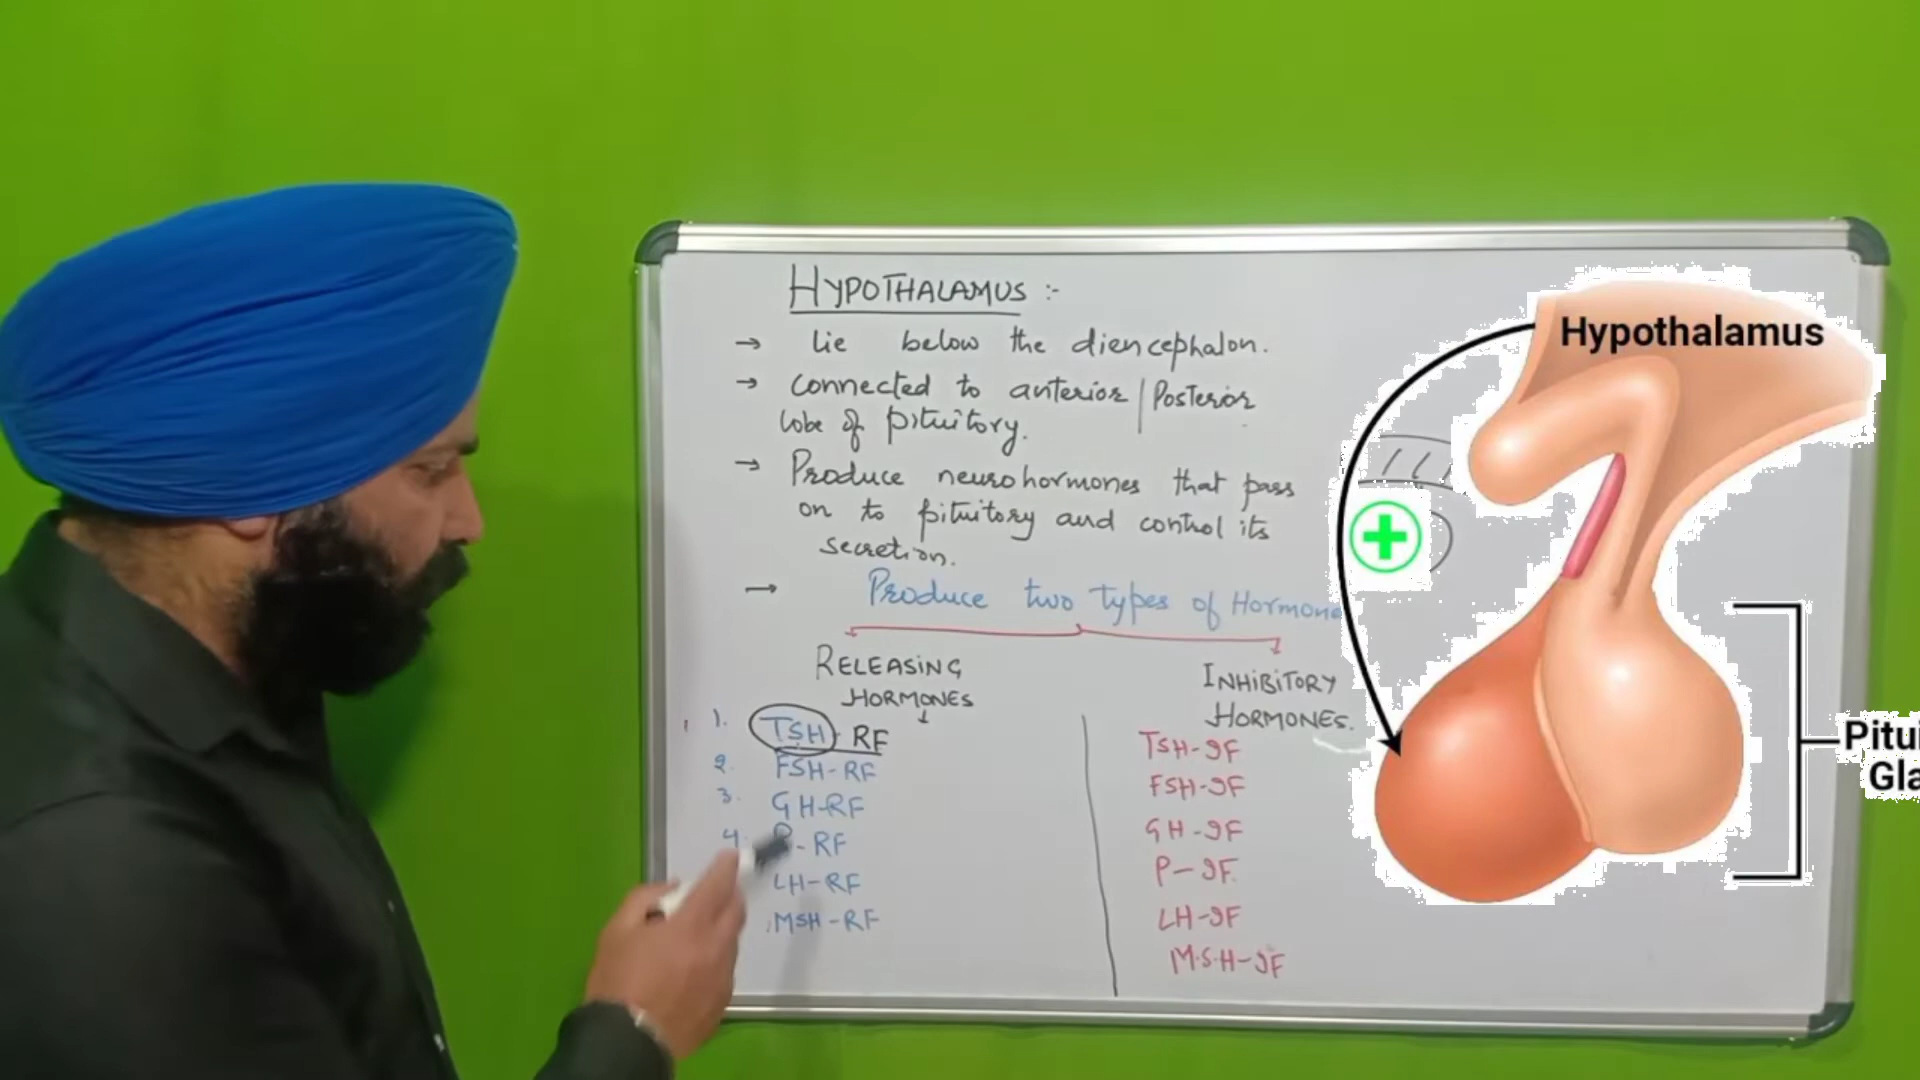 HYPOTHALAMUS :-
→ lie below the diencephalon.
→ connected to anterior | Posterior
lobe of pituitory.
→ Produce neurohormones that pass
on to pituitory and control its
secretion.
→ Produce two types of Hormone
RELEASING
HORMONES
1. TSH - RF
2. FSH-RF
3. GH-RF
4. P-RF
LH-RF
MSH-RF
INHIBITORY
HORMONES.
TSH-IF
FSH-IF
GH-IF
P-IF.
LH-IF
M.S.H-IF
Hypothalamus
Pitui
Gla